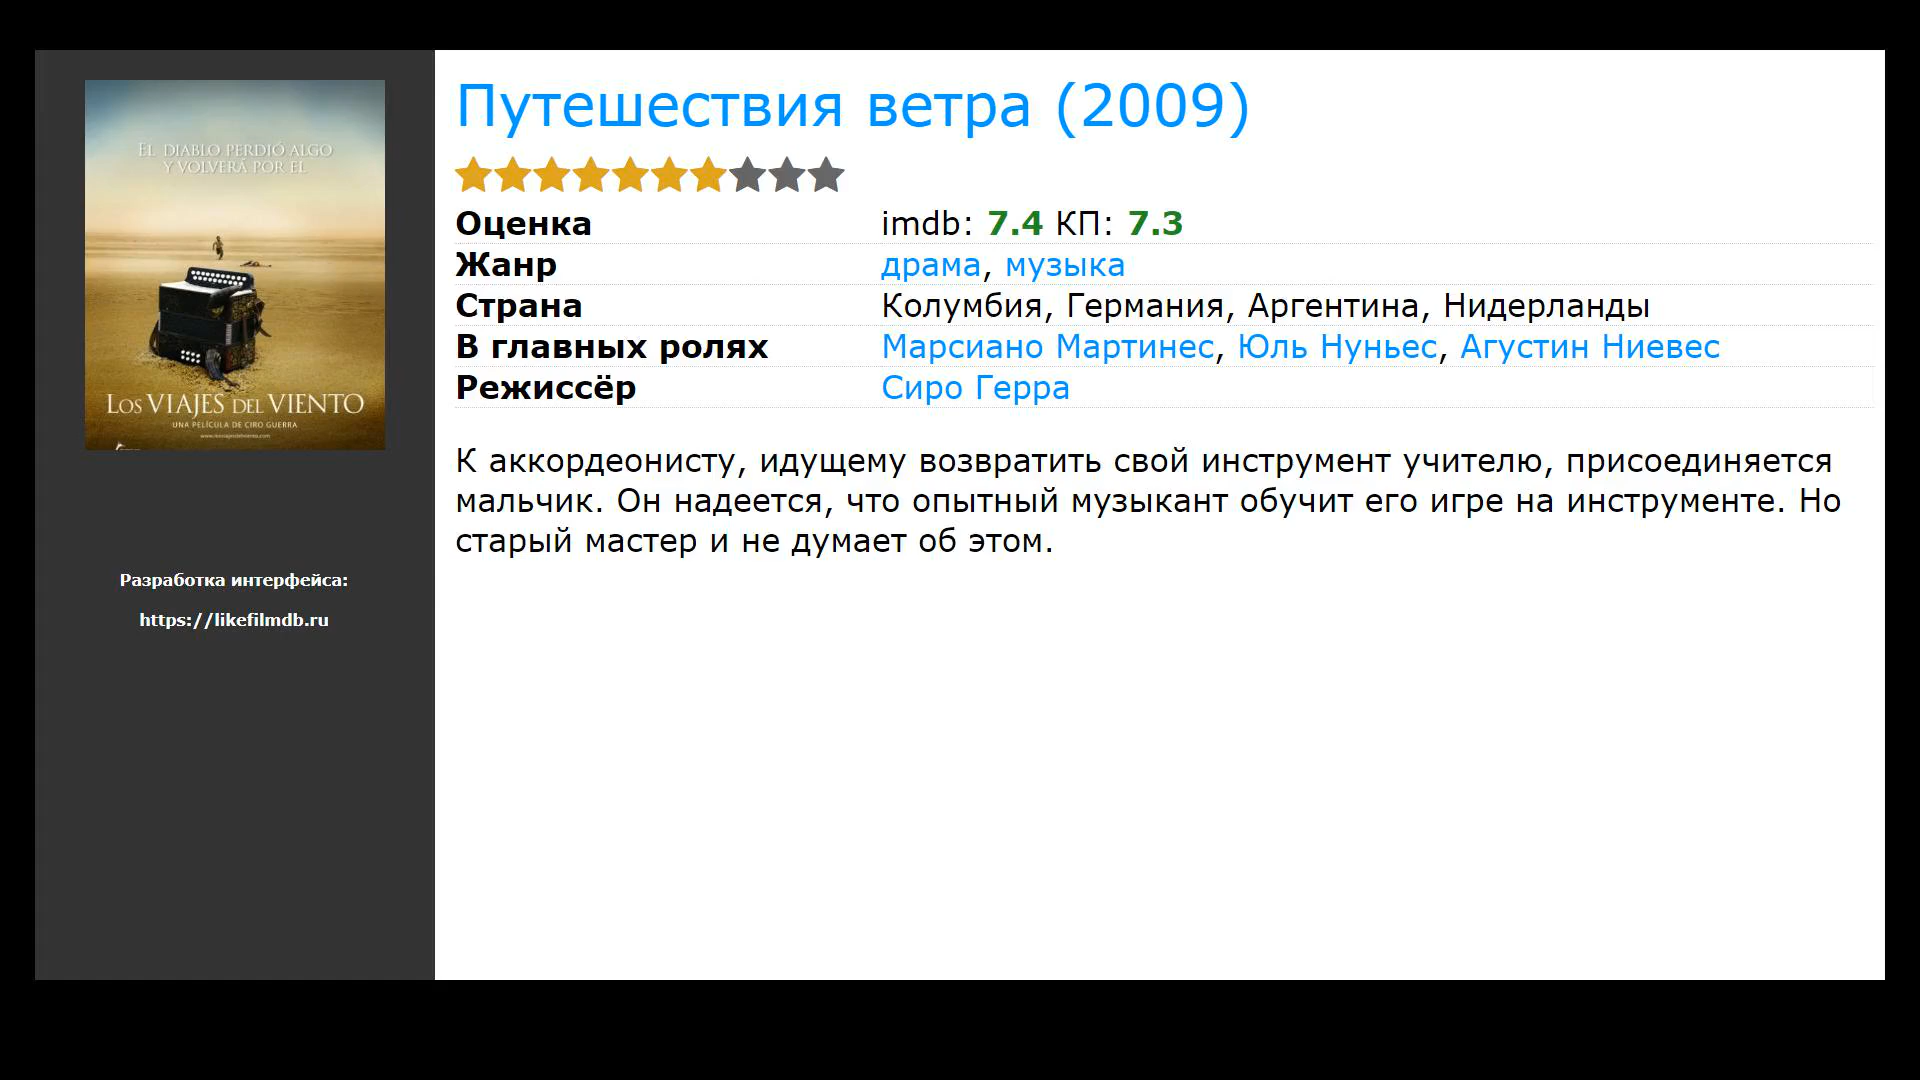 EL DIABLO PERDIÓ ALGO
Y VOLVERÁ POR EL
LOS VIAJES DEL VIENTO
UNA PELÍCULA DE CIRO GUERRA
Разработка интерфейса:
https://likefilmdb.ru
Путешествия ветра (2009)
Оценка imdb: 7.4 КП: 7.3
Жанр драма, музыка
Страна Колумбия, Германия, Аргентина, Нидерланды
В главных ролях Марсиано Мартинес, Юль Нуньес, Агустин Ниевес
Режиссёр Сиро Герра
К аккордеонисту, идущему возвратить свой инструмент учителю, присоединяется
мальчик. Он надеется, что опытный музыкант обучит его игре на инструменте. Но
старый мастер и не думает об этом.